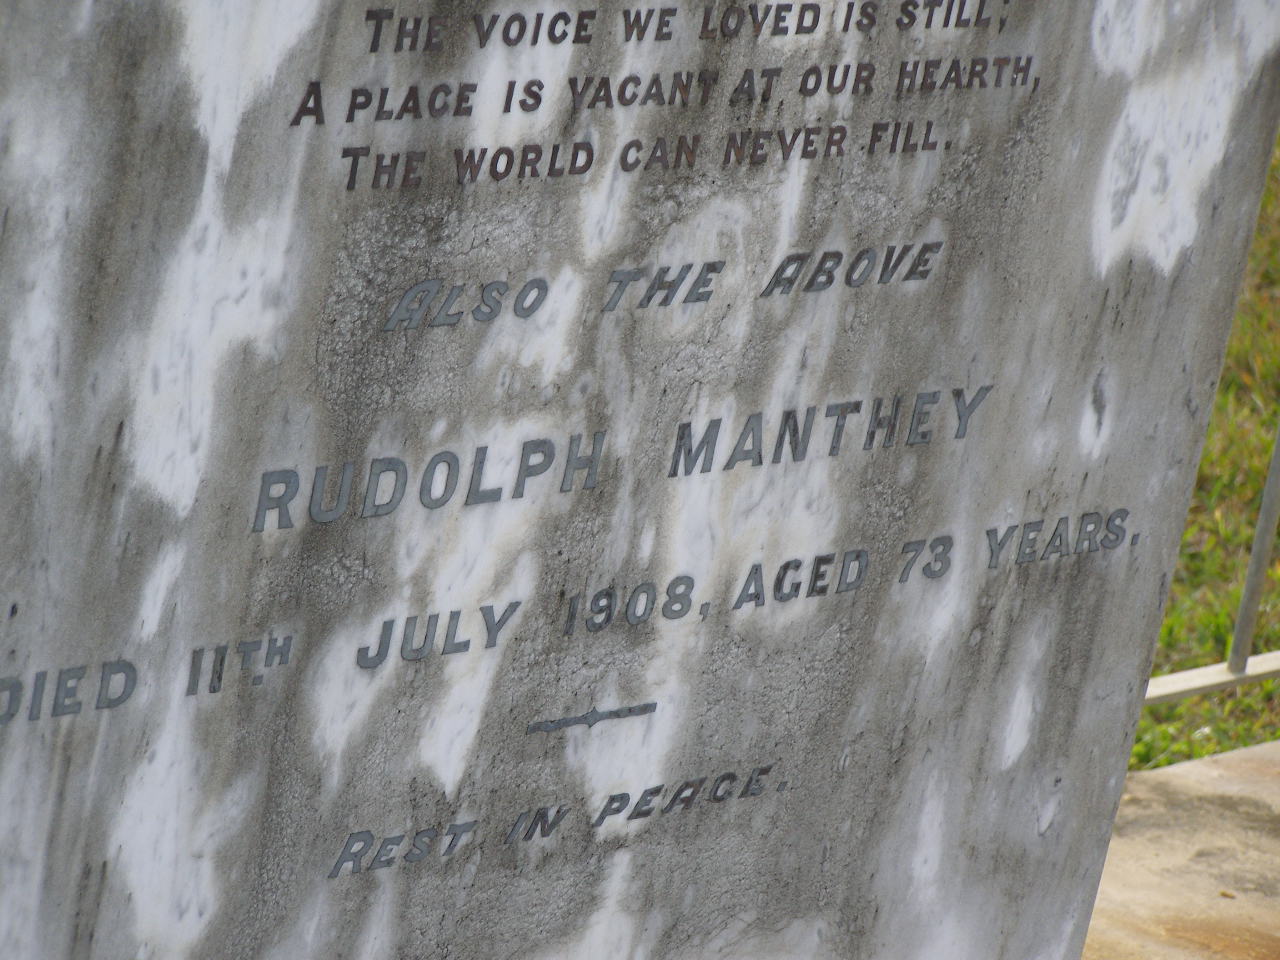 THE VOICE WE LOVED IS STILL;
A PLACE IS VACANT AT OUR HEARTH,
THE WORLD CAN NEVER FILL.
ALSO THE ABOVE
RUDOLPH MANTHEY
DIED 11TH JULY 1908, AGED 73 YEARS.
REST IN PEACE.